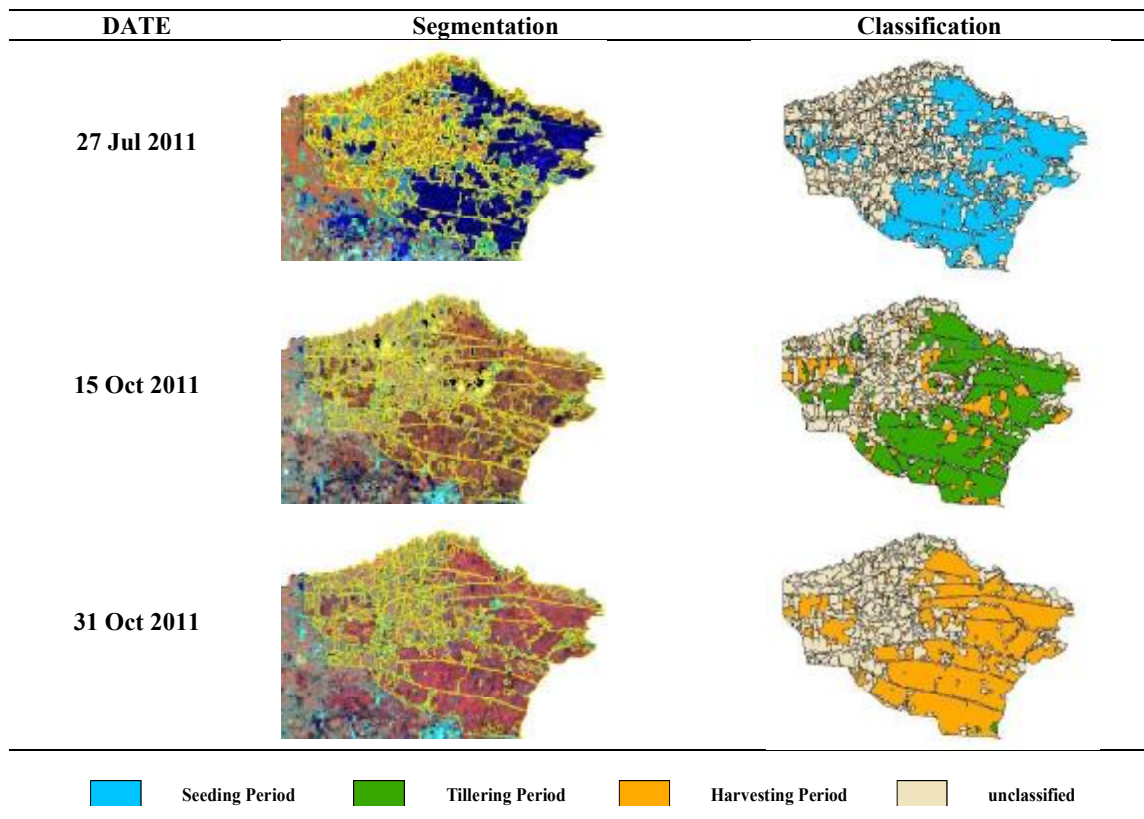 DATE Segmentation Classification
27 Jul 2011
15 Oct 2011
31 Oct 2011
Seeding Period Tillering Period Harvesting Period unclassified